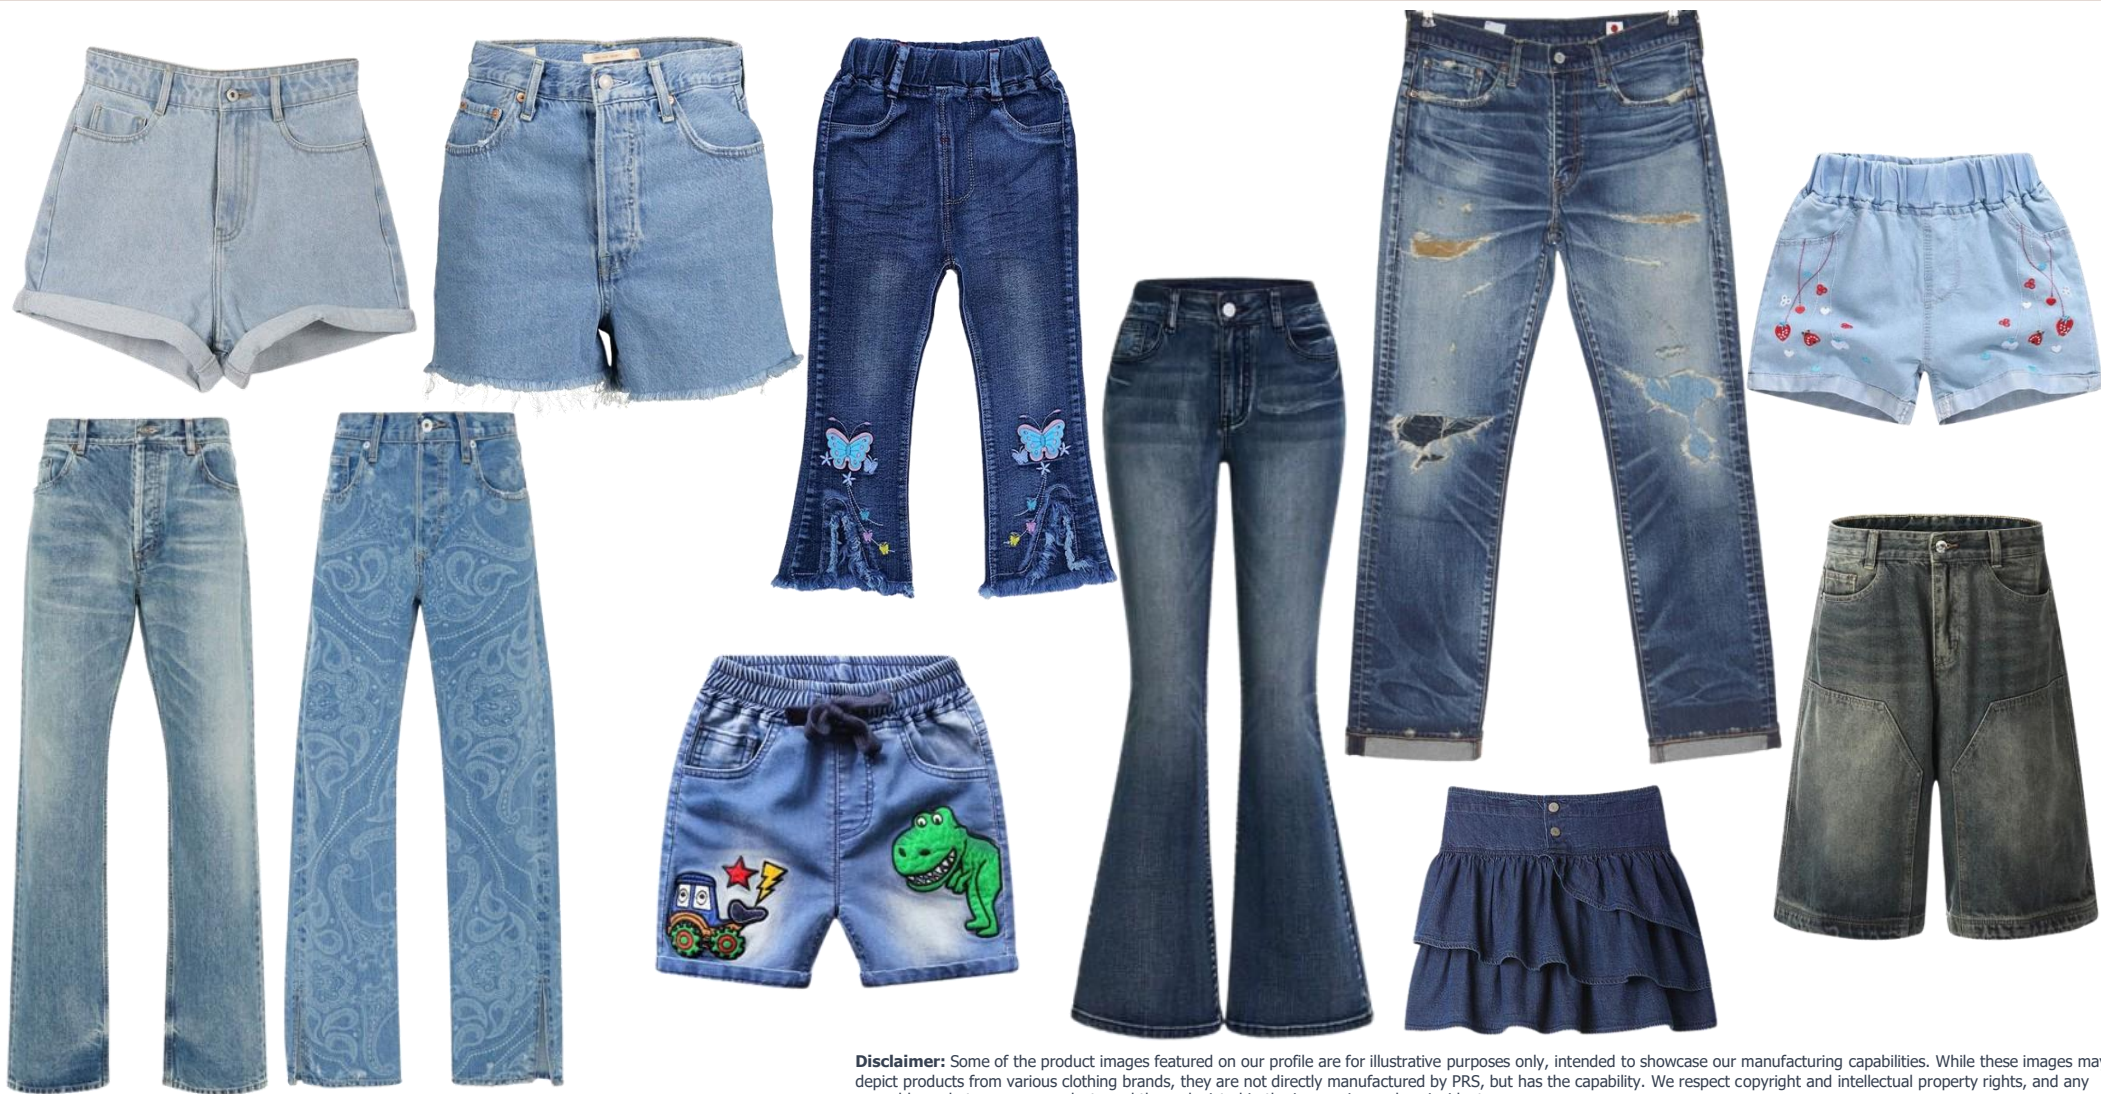 Disclaimer: Some of the product images featured on our profile are for illustrative purposes only, intended to showcase our manufacturing capabilities. While these images ma
depict products from various clothing brands, they are not directly manufactured by PRS, but has the capability. We respect copyright and intellectual property rights, and any